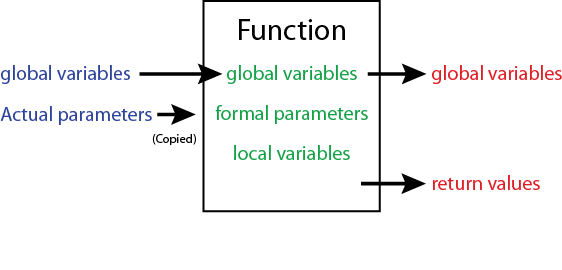 Function
global variables
global variables
global variables
Actual parameters
formal parameters
(Copied)
local variables
return values